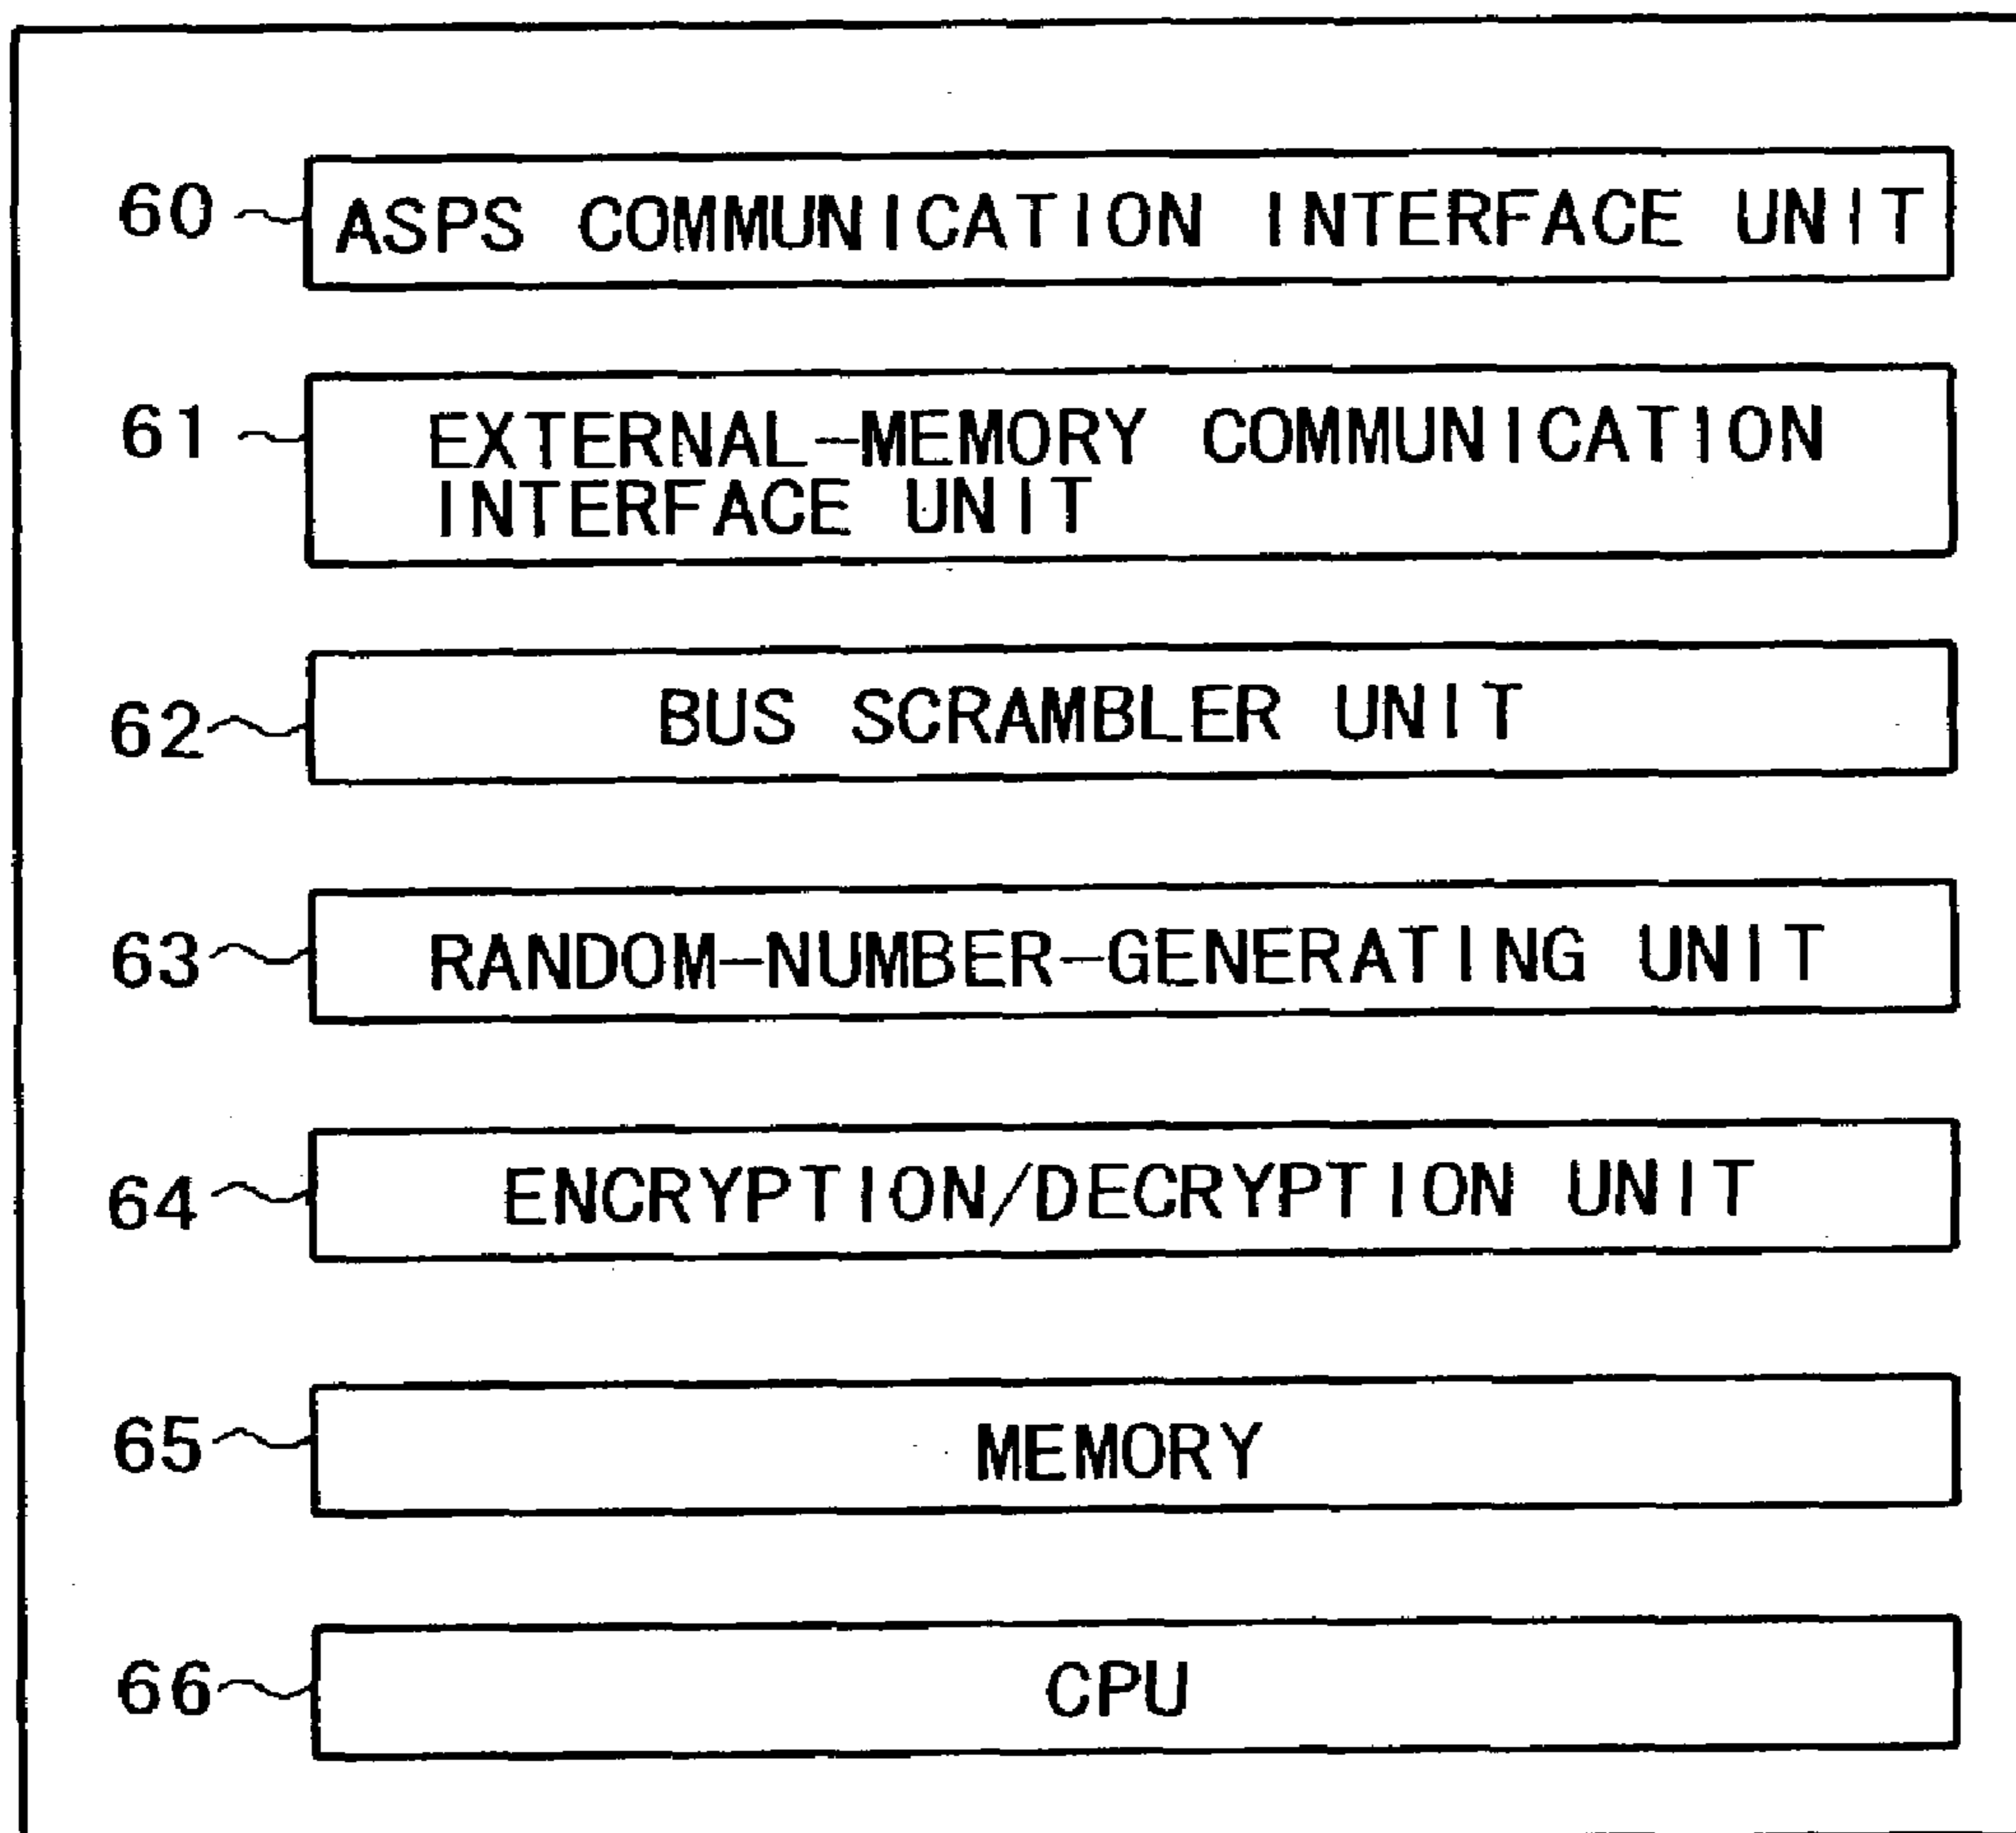 60 ASPS COMMUNICATION INTERFACE UNIT
61 EXTERNAL-MEMORY COMMUNICATION
INTERFACE UNIT
62 BUS SCRAMBLER UNIT
63 RANDOM-NUMBER-GENERATING UNIT
64 ENCRYPTION/DECRYPTION UNIT
65 MEMORY
66 CPU